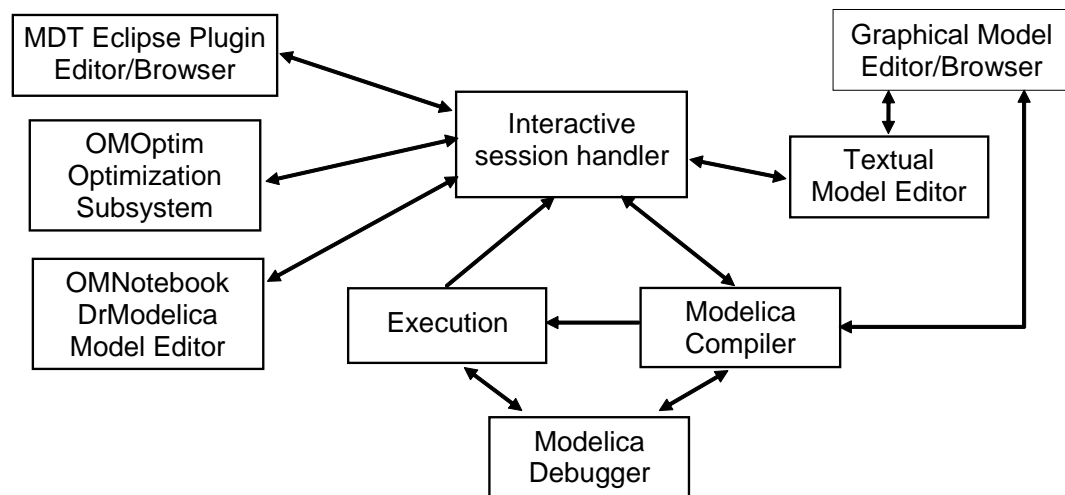 MDT Eclipse Plugin
Editor/Browser
Graphical Model
Editor/Browser
Interactive
session handler
OMOptim
Optimization
Subsystem
Textual
Model Editor
OMNotebook
DrModelica
Model Editor
Execution
Modelica
Compiler
Modelica
Debugger